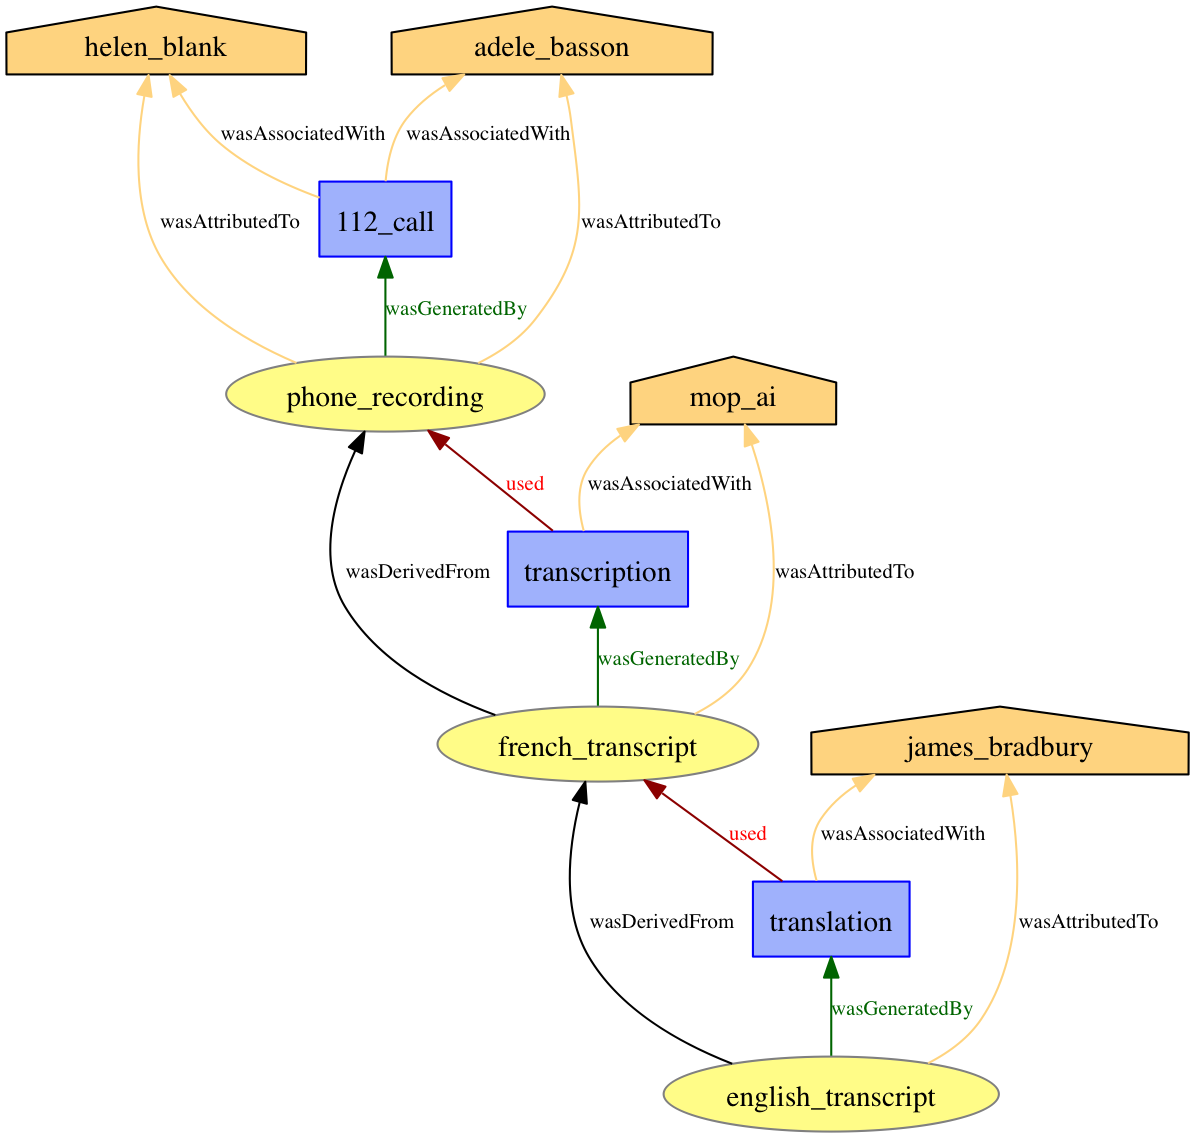 helen_blank
adele_basson
wasAssociatedWith
wasAssociatedWith
wasAttributedTo
112_call
wasAttributedTo
wasGeneratedBy
phone_recording
mop_ai
used
wasAssociatedWith
wasDerivedFrom
transcription
wasAttributedTo
wasGeneratedBy
french_transcript
james_bradbury
used
wasAssociatedWith
wasDerivedFrom
translation
wasAttributedTo
wasGeneratedBy
english_transcript